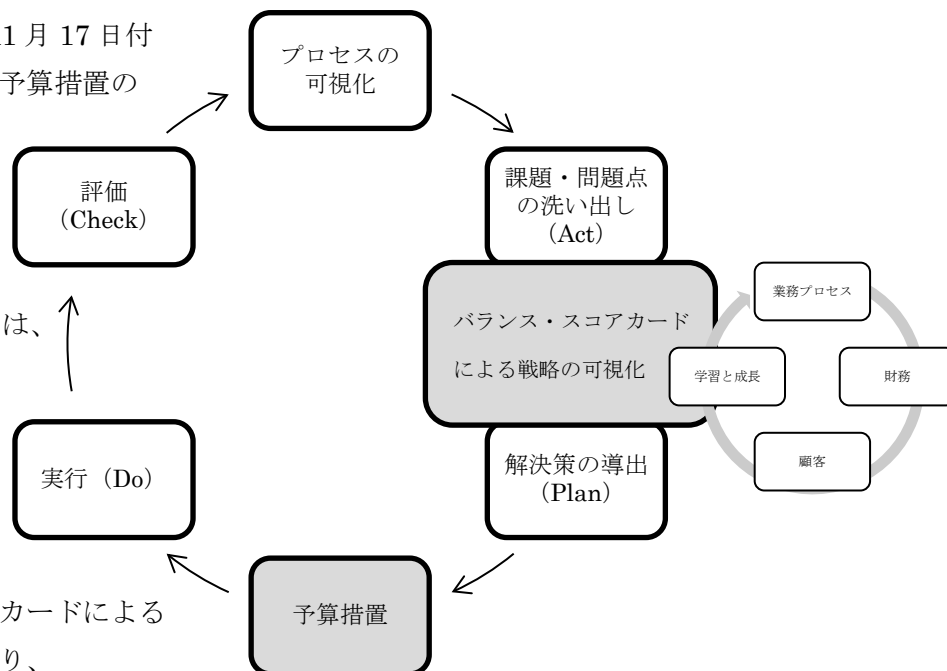 1 月 17 日付
予算措置の
プロセスの
可視化
評価
（Check）
課題・問題点
の洗い出し
（Act）
バランス・スコアカード
による戦略の可視化
業務プロセス
学習と成長
財務
顧客
は、
実行（Do）
解決策の導出
（Plan）
予算措置
カードによる
り、